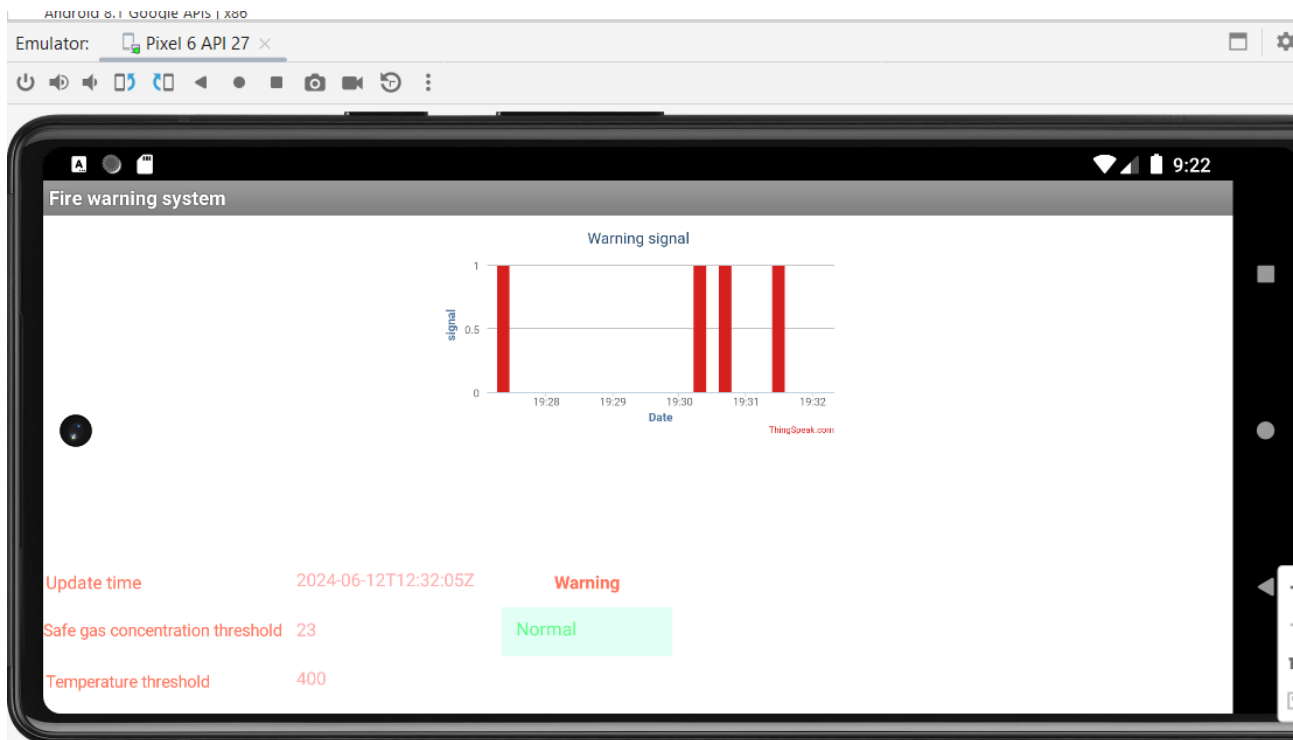 Android 8.1 Google APIs | x86
Emulator: Pixel 6 API 27
A 9:22
Fire warning system
Warning signal
1
0.5
0
signal
19:28 19:29 19:30 19:31 19:32
Date
ThingSpeak.com
Update time 2024-06-12T12:32:05Z Warning
Safe gas concentration threshold 23 Normal
Temperature threshold 400